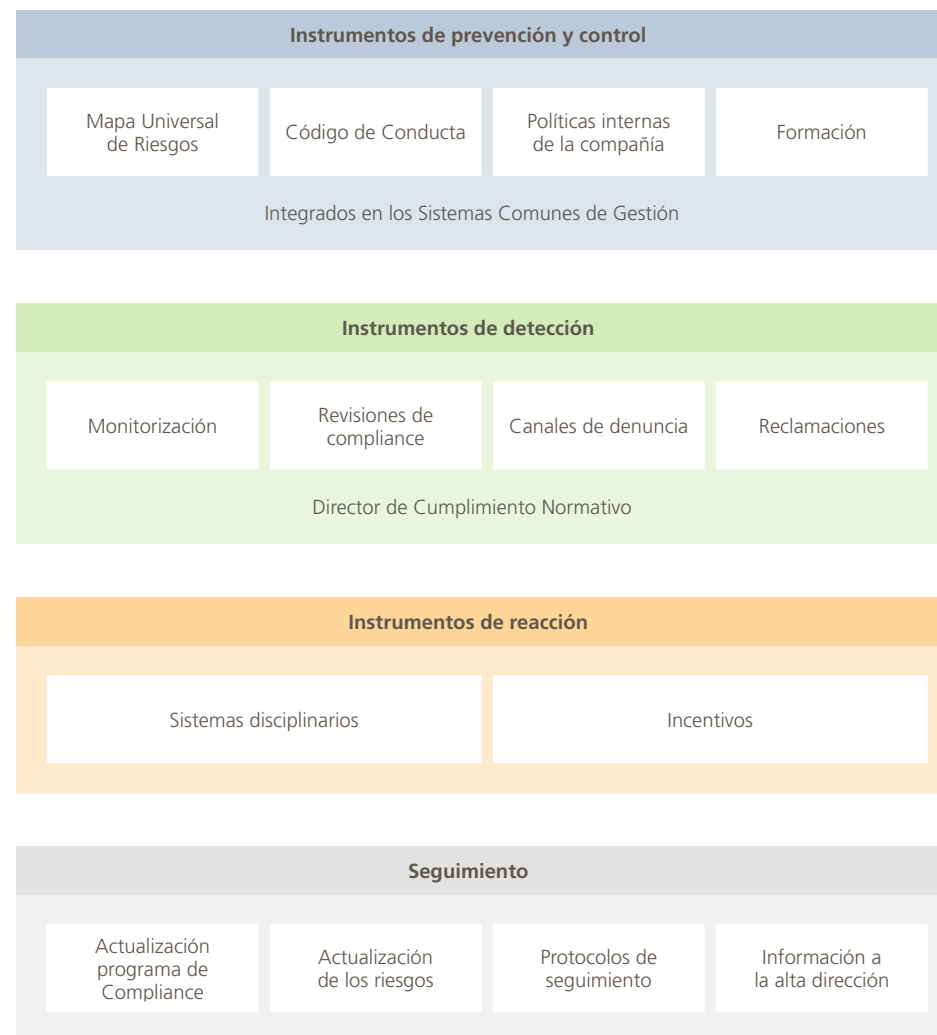 Instrumentos de prevención y control
Mapa Universal
de Riesgos
Código de Conducta
Políticas internas
de la compañía
Formación
Integrados en los Sistemas Comunes de Gestión
Instrumentos de detección
Monitorización
Revisiones de
compliance
Canales de denuncia
Reclamaciones
Director de Cumplimiento Normativo
Instrumentos de reacción
Sistemas disciplinarios
Incentivos
Seguimiento
Actualización
programa de
Compliance
Actualización
de los riesgos
Protocolos de
seguimiento
Información a
la alta dirección